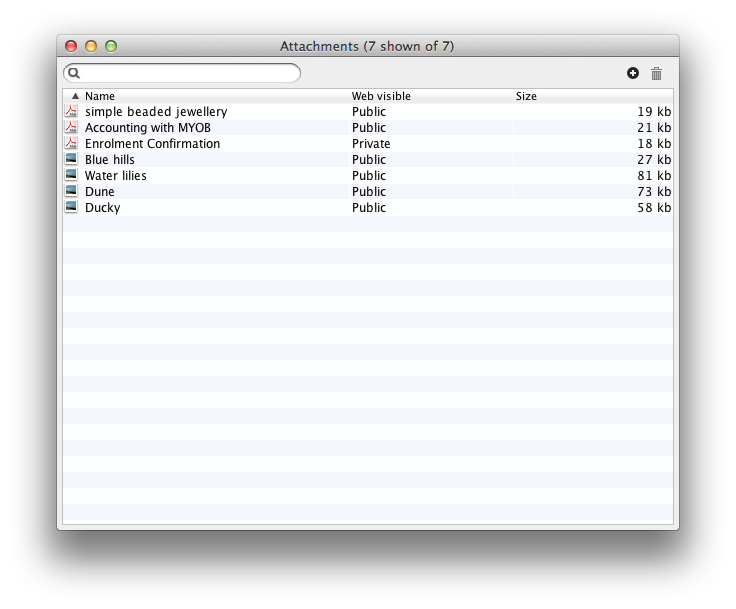 Attachments (7 shown of 7)
Name Web visible Size
simple beaded jewellery Public 19 kb
Accounting with MYOB Public 21 kb
Enrolment Confirmation Private 18 kb
Blue hills Public 27 kb
Water lilies Public 81 kb
Dune Public 73 kb
Ducky Public 58 kb